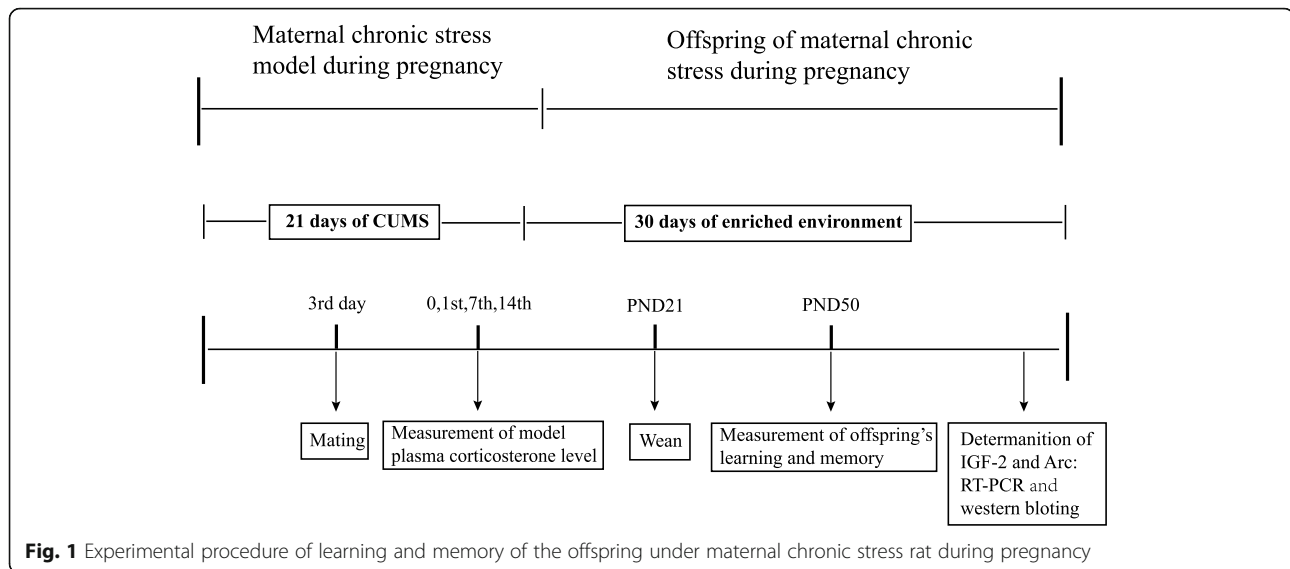 Maternal chronic stress
model during pregnancy
Offspring of maternal chronic
stress during pregnancy
21 days of CUMS
30 days of enriched environment
3rd day
0,1st,7th,14th
PND21
PND50
Mating
Measurement of model
plasma corticosterone level
Wean
Measurement of offspring's
learning and memory
Determanition of
IGF-2 and Arc:
RT-PCR and
western bloting
Fig. 1 Experimental procedure of learning and memory of the offspring under maternal chronic stress rat during pregnancy